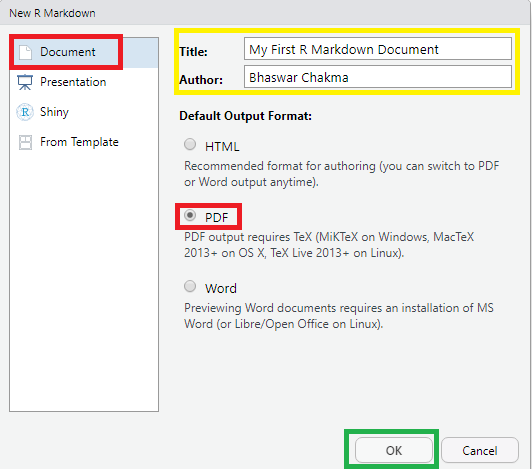 New R Markdown
Document
Presentation
R Shiny
From Template
Title: My First R Markdown Document
Author: Bhaswar Chakma
Default Output Format:
HTML
Recommended format for authoring (you can switch to PDF
or Word output anytime).
PDF
PDF output requires TeX (MiKTeX on Windows, MacTeX
2013+ on OS X, TeX Live 2013+ on Linux).
Word
Previewing Word documents requires an installation of MS
Word (or Libre/Open Office on Linux).
OK
Cancel